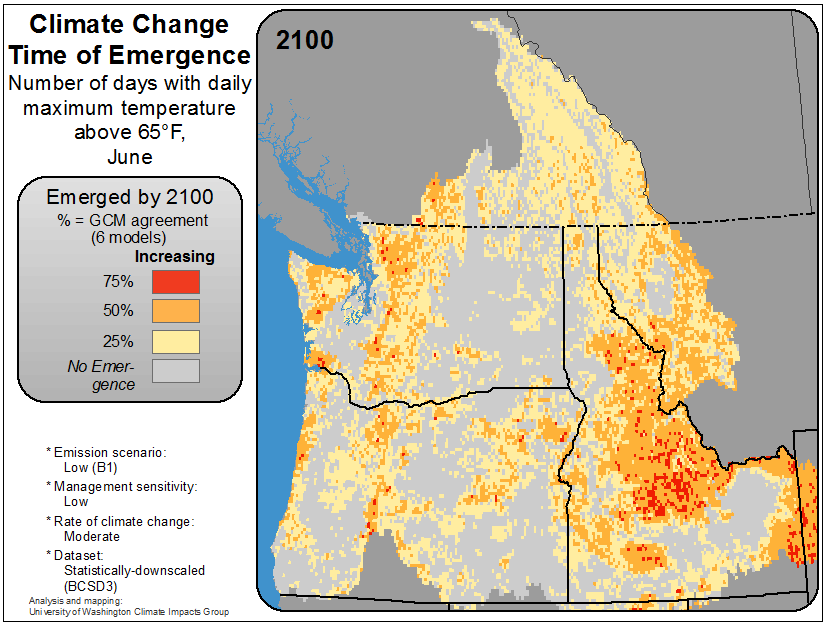 Climate Change
Time of Emergence
Number of days with daily
maximum temperature
above 65°F,
June
2100
Emerged by 2100
% = GCM agreement
(6 models)
Increasing
75%
50%
25%
No Emer-
gence
* Emission scenario:
Low (B1)
* Management sensitivity:
Low
* Rate of climate change:
Moderate
* Dataset:
Statistically-downscaled
(BCSD3)
Analysis and mapping:
University of Washington Climate Impacts Group